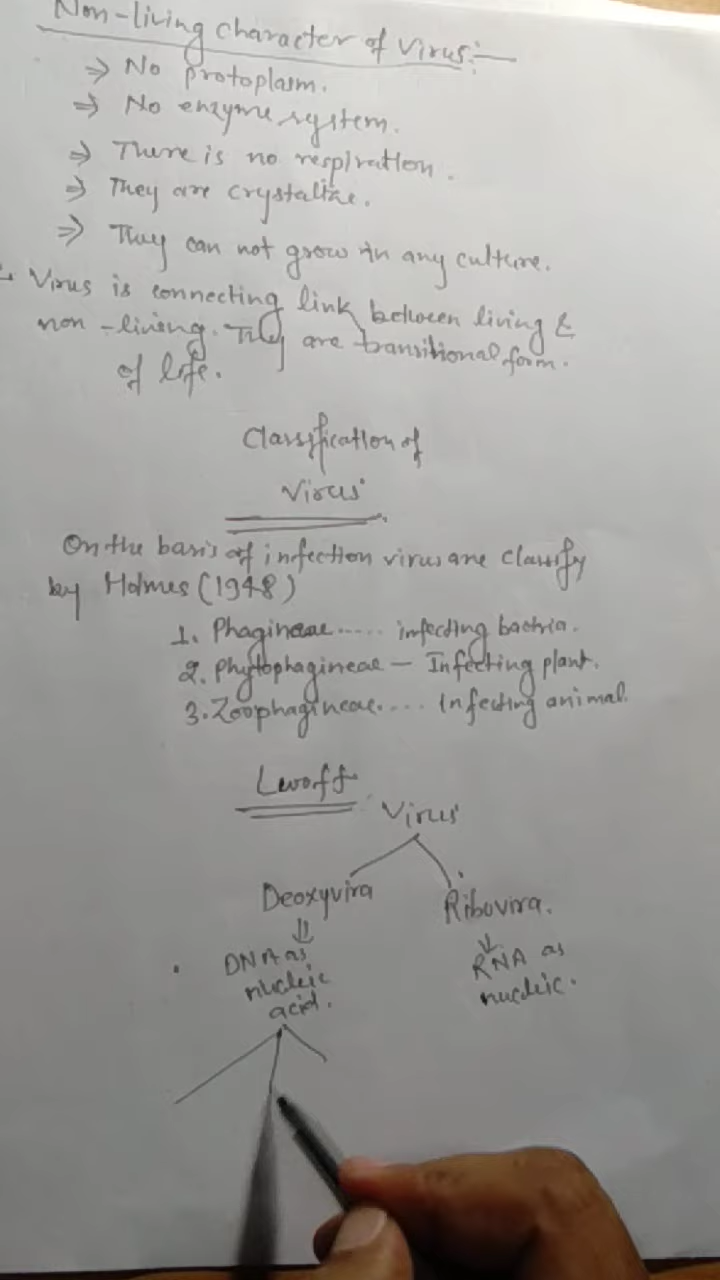 Non-living character of Virus:-
⇒ No protoplasm.
⇒ No enzyme system.
⇒ There is no respiration.
⇒ They are crystalize.
⇒ They can not grow in any culture.
Virus is connecting link between living &
non-living. They are transitional form.
of life.
Classification of
Virus
On the basis of infection virus are classify
by Holmes (1948)
1. Phagineae..... infecting bactria.
2. Phytophagineae — Infecting plant.
3. Zoophagineae.... Infecting animal.
Lwoff
Virus
Deoxyvira Ribovira.
⇓ ↓
DNA as RNA as
nucleic nucleic.
acid.